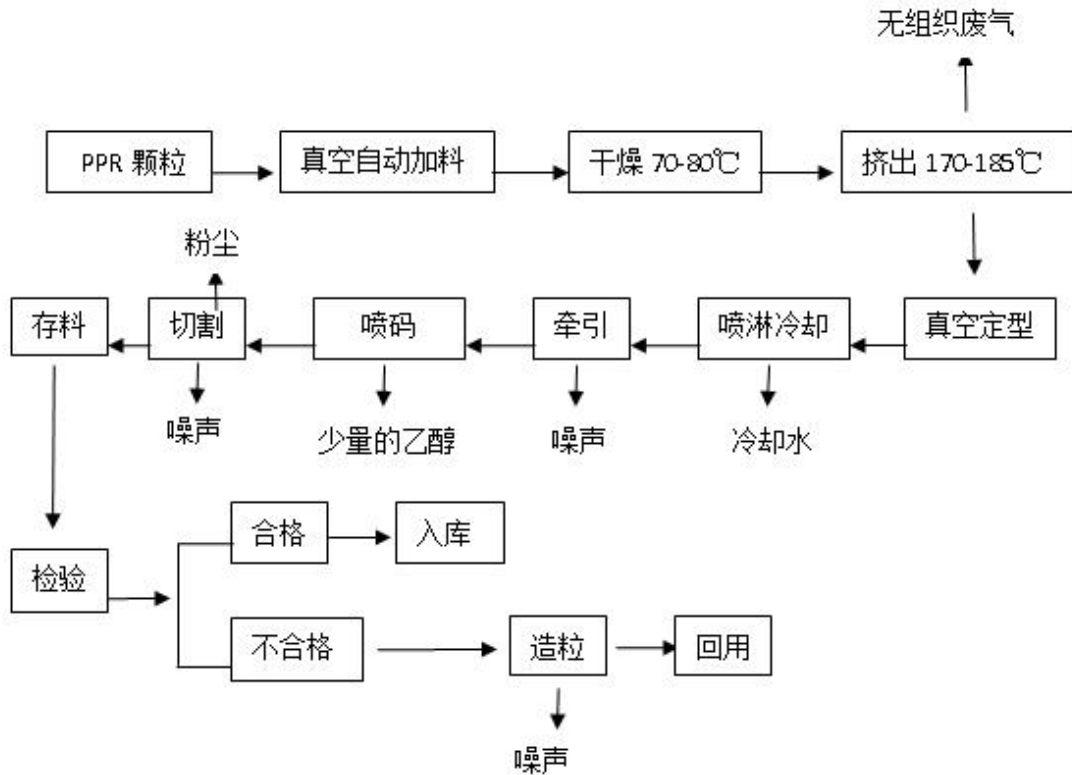 无组织废气
PPR 颗粒
真空自动加料
干燥 70-80℃
挤出 170-185℃
粉尘
存料
切割
喷码
牵引
喷淋冷却
真空定型
噪声
少量的乙醇
噪声
冷却水
合格
入库
检验
不合格
造粒
回用
噪声